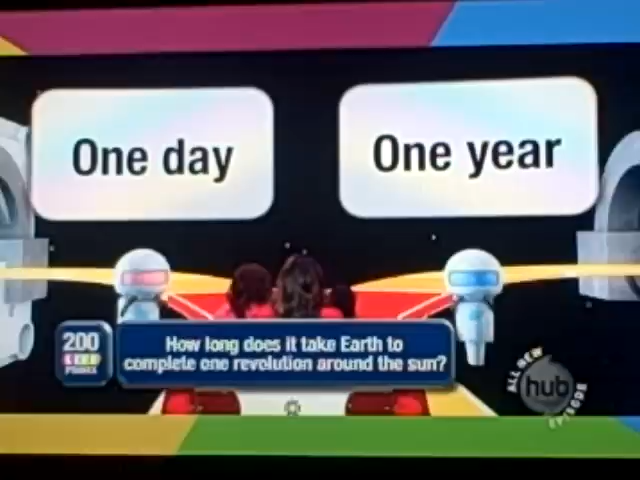 One day
One year
200
LIFE
POINTS
How long does it take Earth to
complete one revolution around the sun?
ALL NEW
hub
EPISODE